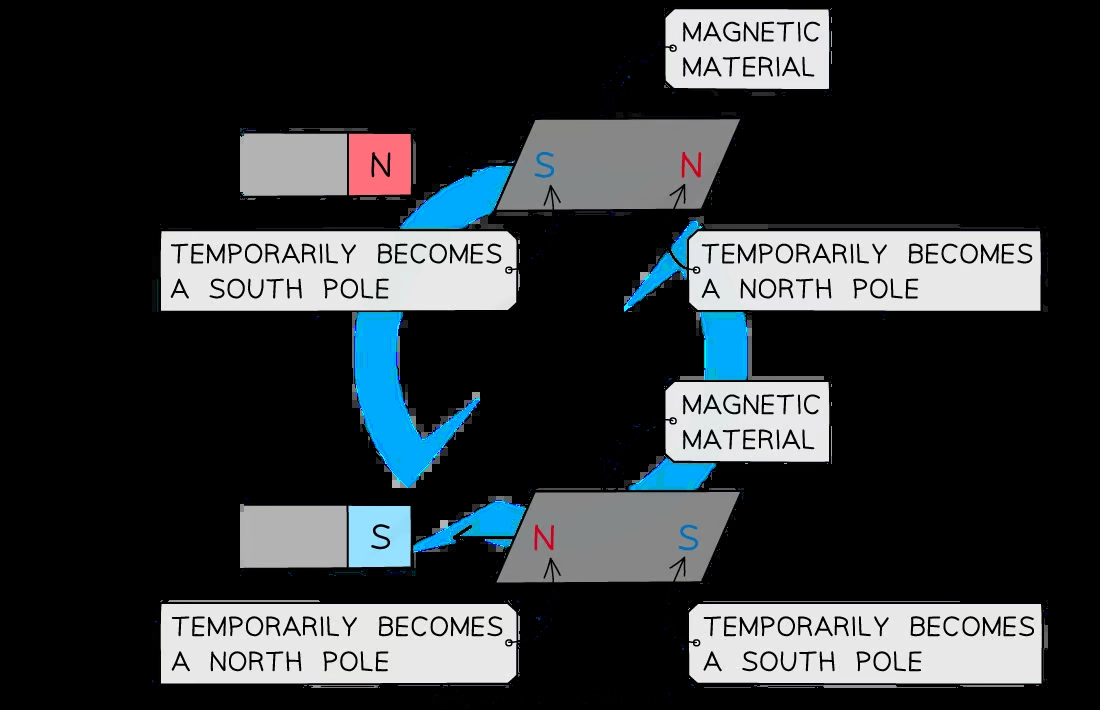 MAGNETIC
MATERIAL
N
S
N
TEMPORARILY BECOMES
A SOUTH POLE
TEMPORARILY BECOMES
A NORTH POLE
MAGNETIC
MATERIAL
S
N
S
TEMPORARILY BECOMES
A NORTH POLE
TEMPORARILY BECOMES
A SOUTH POLE